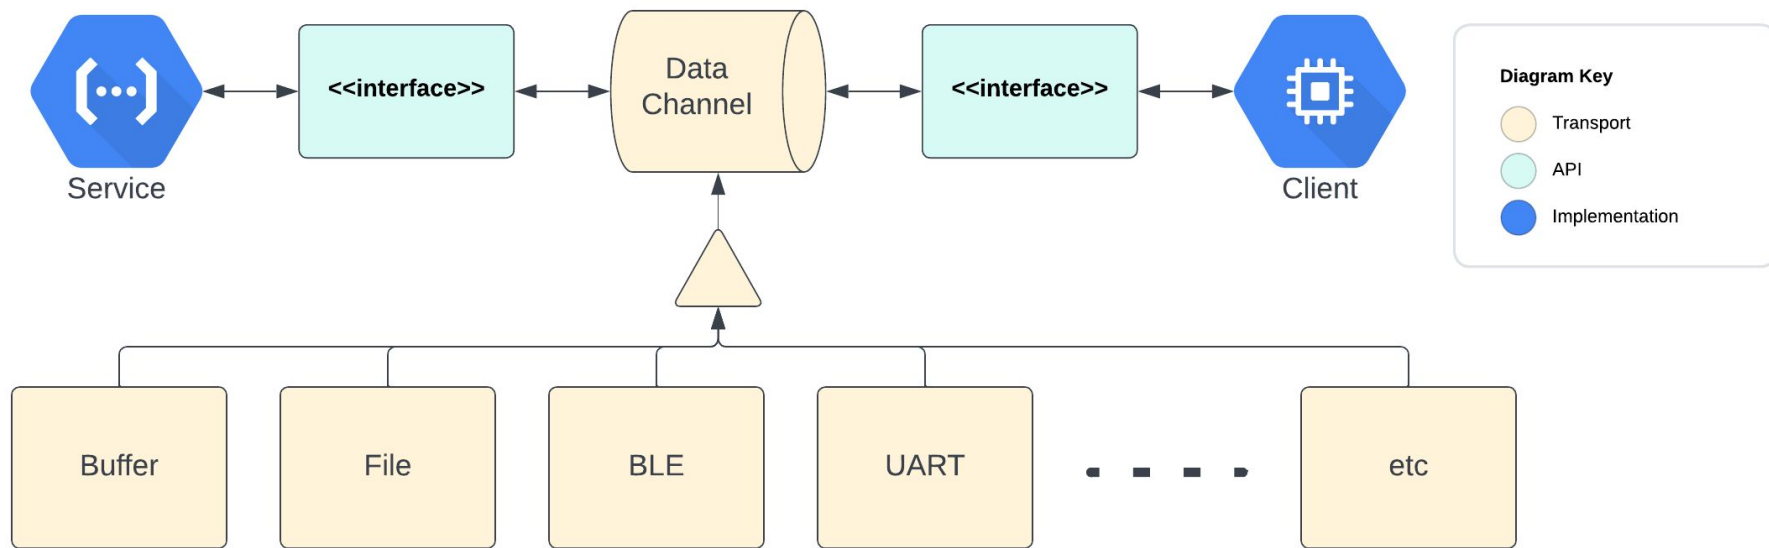 <<interface>>
Data
Channel
<<interface>>
Service
Client
Diagram Key
Transport
API
Implementation
Buffer
File
BLE
UART
etc